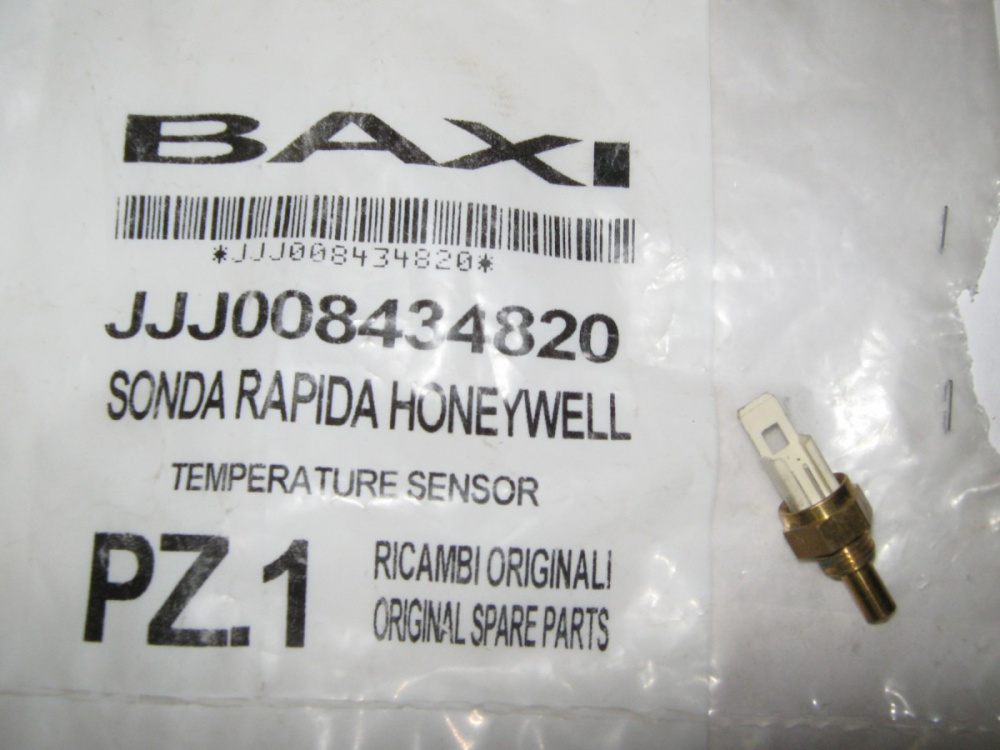 BAXI
*JJJ008434820*
JJJ008434820
SONDA RAPIDA HONEYWELL
TEMPERATURE SENSOR
PZ.1
RICAMBI ORIGINALI
ORIGINAL SPARE PARTS